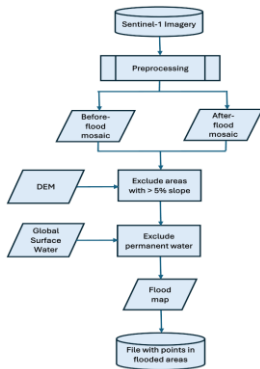 Sentinel-1 Imagery
Preprocessing
Before-
flood
mosaic
After-
flood
mosaic
DEM
Exclude areas
with > 5% slope
Global
Surface
Water
Exclude
permanent water
Flood
map
File with points in
flooded areas